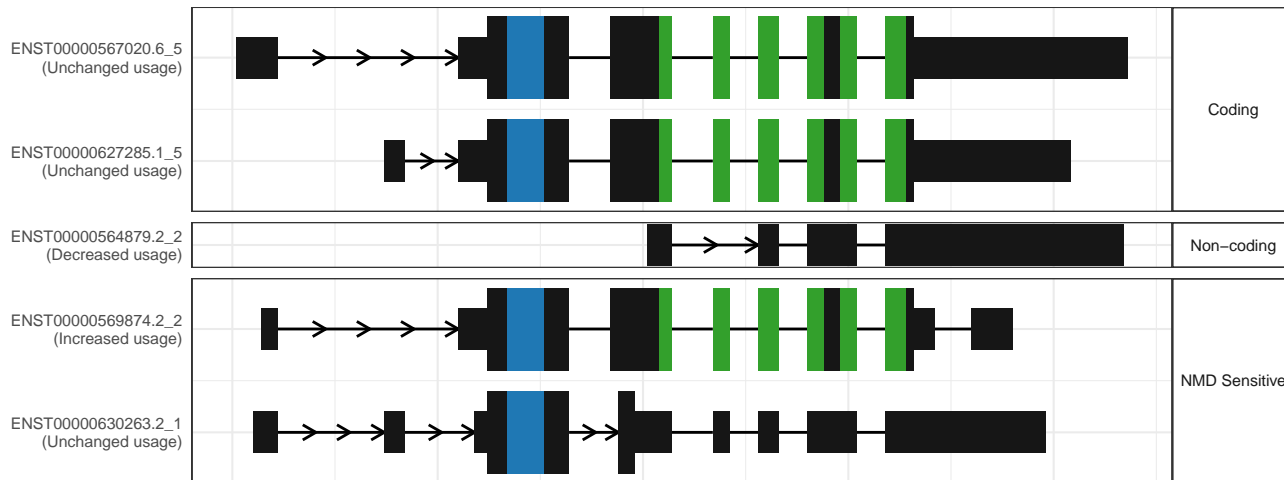 ENST00000567020.6_5
(Unchanged usage)
Coding
ENST00000627285.1_5
(Unchanged usage)
ENST00000564879.2_2
(Decreased usage)
Non−coding
ENST00000569874.2_2
(Increased usage)
NMD Sensitive
ENST00000630263.2_1
(Unchanged usage)